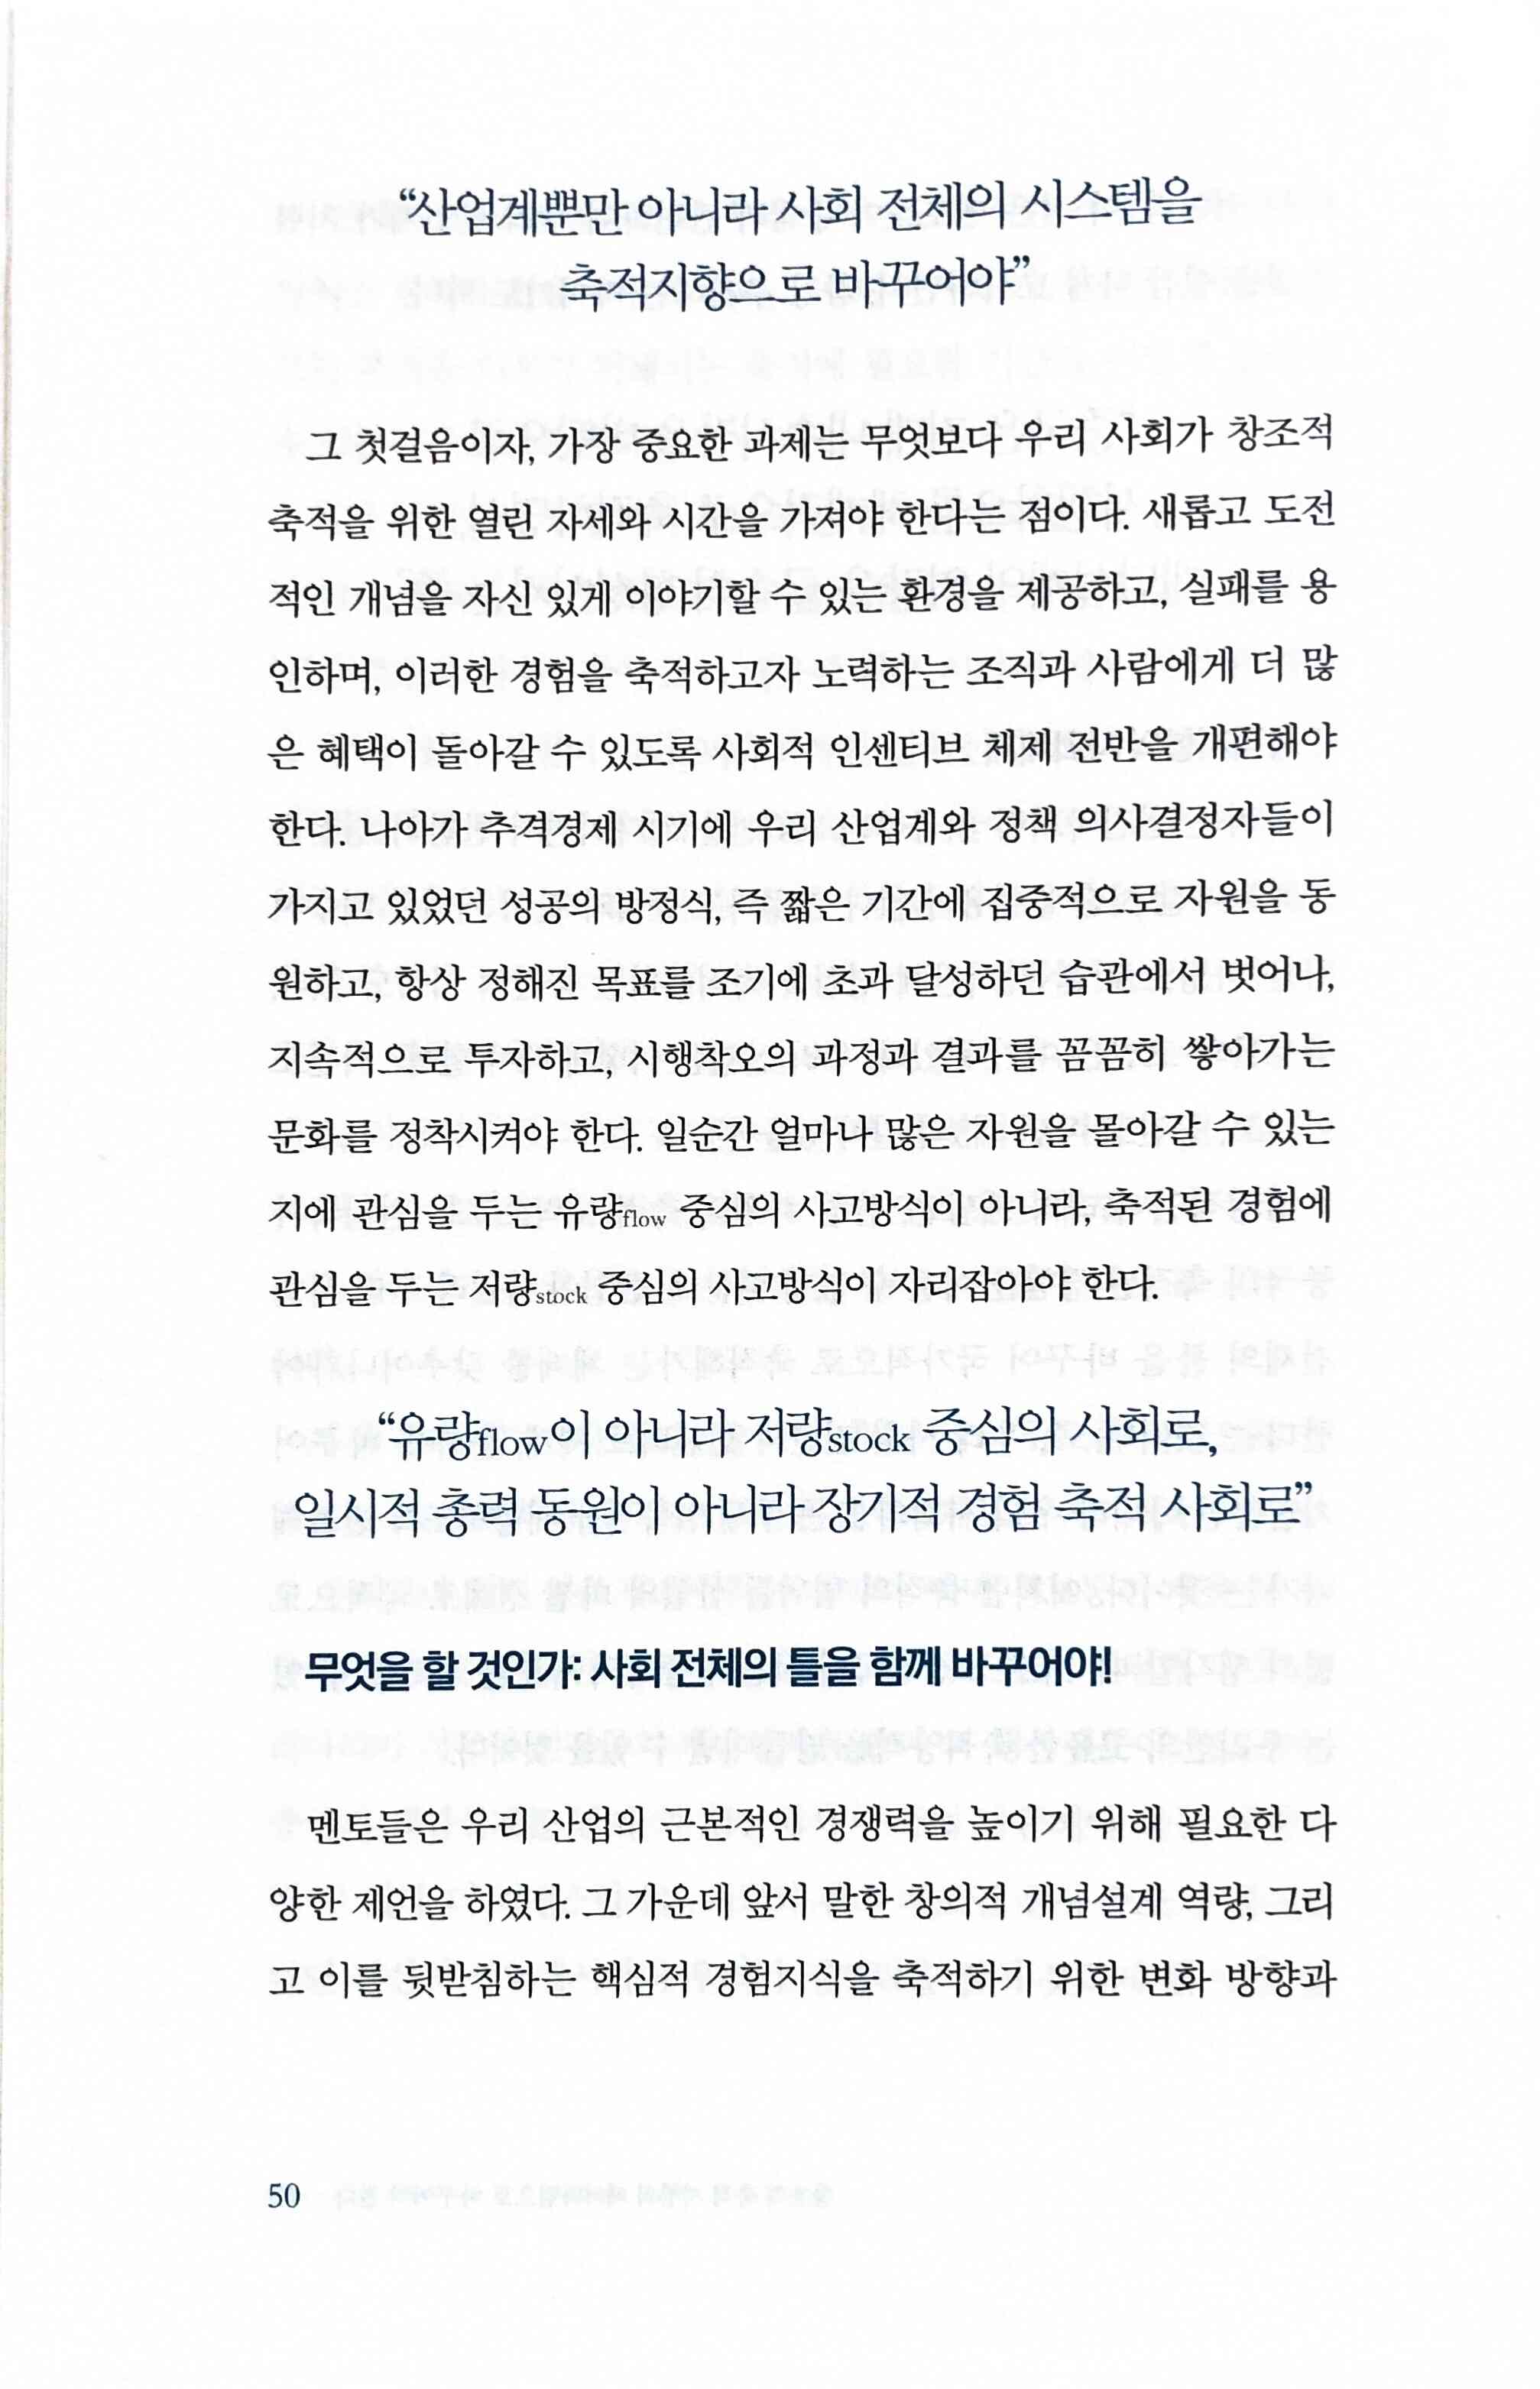 “산업계뿐만 아니라 사회 전체의 시스템을
축적지향으로 바꾸어야”
그 첫걸음이자, 가장 중요한 과제는 무엇보다 우리 사회가 창조적
축적을 위한 열린 자세와 시간을 가져야 한다는 점이다. 새롭고 도전
적인 개념을 자신 있게 이야기할 수 있는 환경을 제공하고, 실패를 용
인하며, 이러한 경험을 축적하고자 노력하는 조직과 사람에게 더 많
은 혜택이 돌아갈 수 있도록 사회적 인센티브 체제 전반을 개편해야
한다. 나아가 추격경제 시기에 우리 산업계와 정책 의사결정자들이
가지고 있었던 성공의 방정식, 즉 짧은 기간에 집중적으로 자원을 동
원하고, 항상 정해진 목표를 조기에 초과 달성하던 습관에서 벗어나,
지속적으로 투자하고, 시행착오의 과정과 결과를 꼼꼼히 쌓아가는
문화를 정착시켜야 한다. 일순간 얼마나 많은 자원을 몰아갈 수 있는
지에 관심을 두는 유량flow 중심의 사고방식이 아니라, 축적된 경험에
관심을 두는 저량stock 중심의 사고방식이 자리잡아야 한다.
“유량flow이 아니라 저량stock 중심의 사회로,
일시적 총력 동원이 아니라 장기적 경험 축적 사회로”
무엇을 할 것인가: 사회 전체의 틀을 함께 바꾸어야!
멘토들은 우리 산업의 근본적인 경쟁력을 높이기 위해 필요한 다
양한 제언을 하였다. 그 가운데 앞서 말한 창의적 개념설계 역량, 그리
고 이를 뒷받침하는 핵심적 경험지식을 축적하기 위한 변화 방향과
50